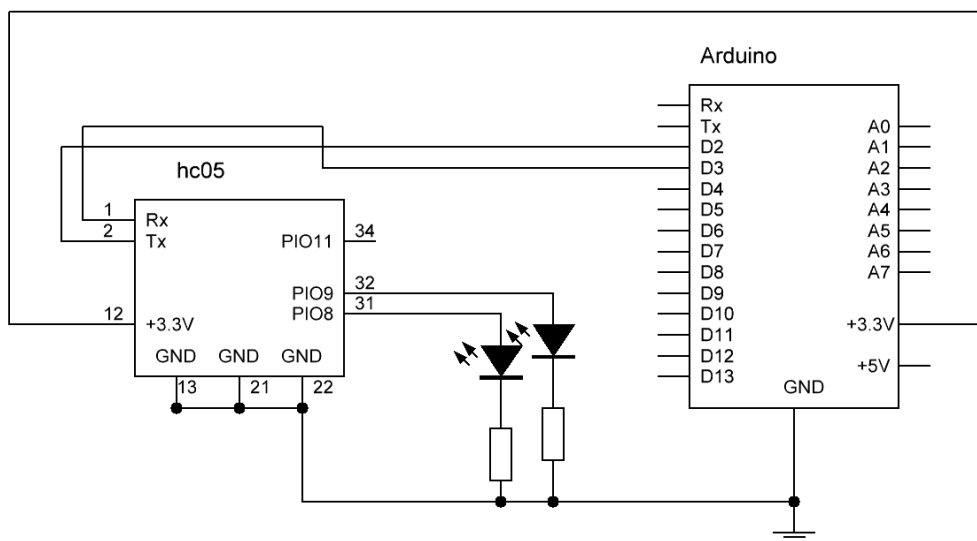 Arduino
Rx
Tx
D2
D3
D4
D5
D6
D7
D8
D9
D10
D11
D12
D13
A0
A1
A2
A3
A4
A5
A6
A7
+3.3V
+5V
GND
hc05
1
2
12
Rx
Tx
+3.3V
PIO11
PIO9
PIO8
34
32
31
GND GND GND
13 21 22